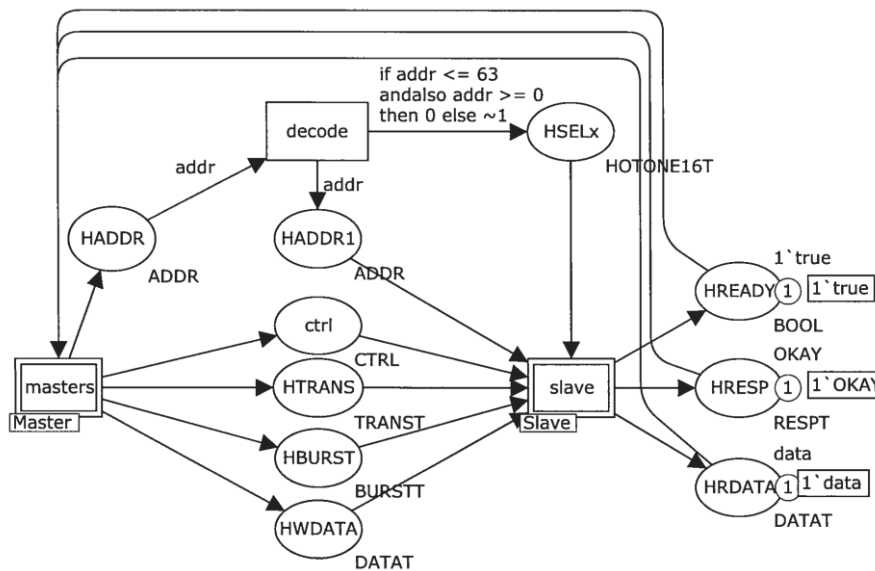 if addr <= 63
andalso addr >= 0
then 0 else ~1
decode
HSELx
HOTONE16T
addr
addr
HADDR
ADDR
HADDR1
ADDR
1`true
HREADY
1
1`true
BOOL
ctrl
CTRL
OKAY
masters
Master
HTRANS
TRANST
slave
Slave
HRESP
1
1`OKAY
RESPT
HBURST
BURSTT
data
HRDATA
1
1`data
DATAT
HWDATA
DATAT